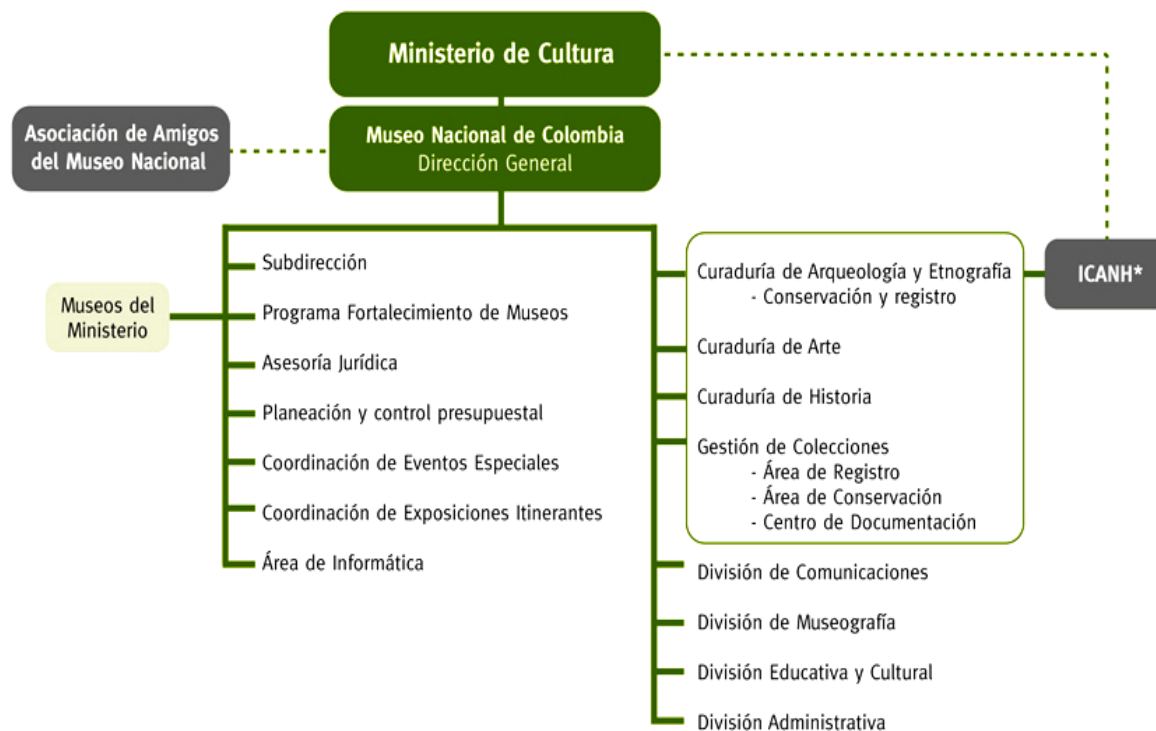 Ministerio de Cultura
Asociación de Amigos
del Museo Nacional
Museo Nacional de Colombia
Dirección General
Museos del
Ministerio
Subdirección
Programa Fortalecimiento de Museos
Asesoría Jurídica
Planeación y control presupuestal
Coordinación de Eventos Especiales
Coordinación de Exposiciones Itinerantes
Área de Informática
Curaduría de Arqueología y Etnografía
- Conservación y registro
Curaduría de Arte
Curaduría de Historia
Gestión de Colecciones
- Área de Registro
- Área de Conservación
- Centro de Documentación
División de Comunicaciones
División de Museografía
División Educativa y Cultural
División Administrativa
ICANH*